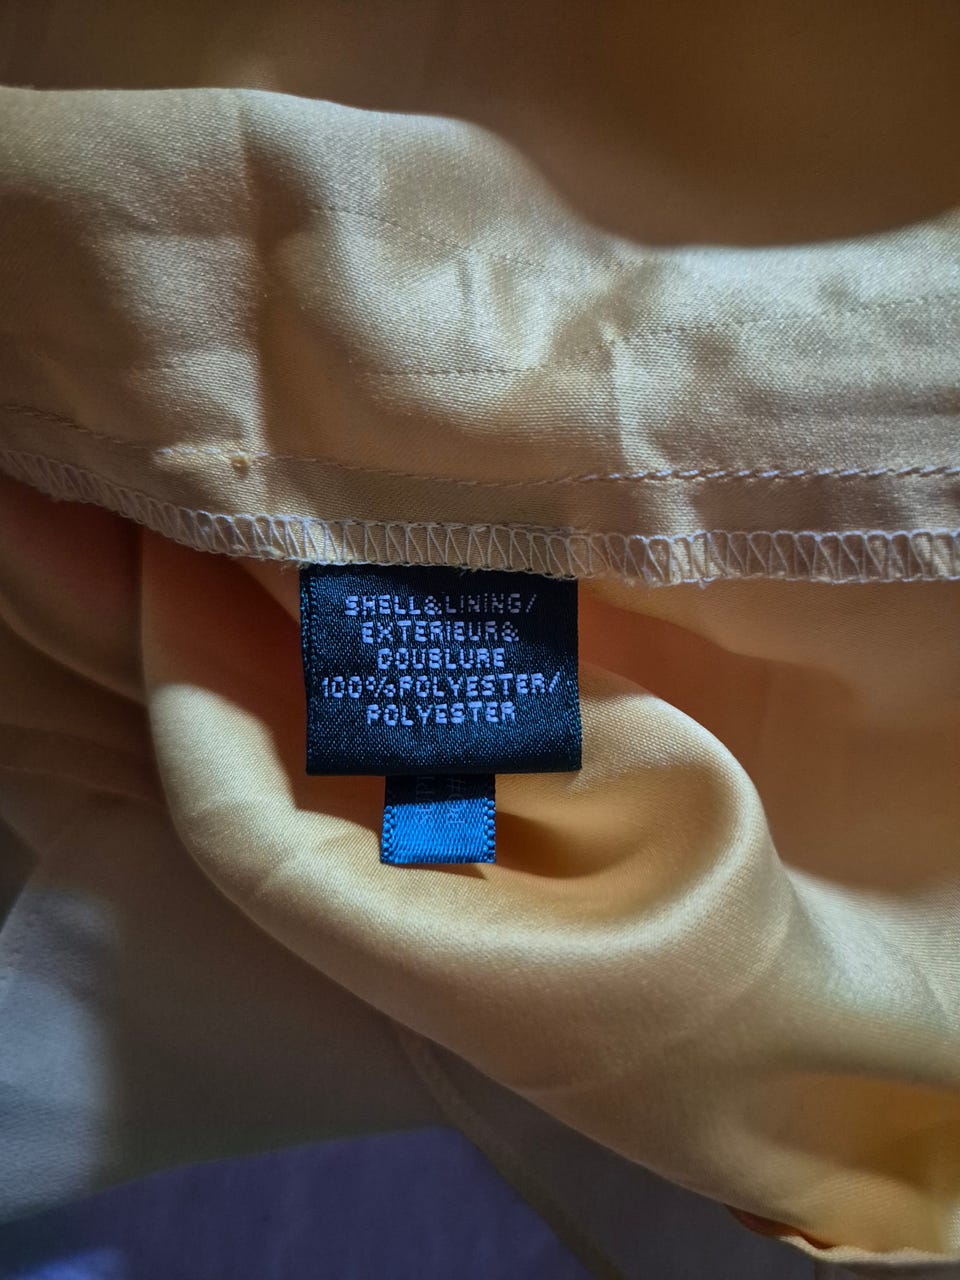 SHELL&LINING/
EXTERIEUR&
DOUBLURE
100%POLYESTER/
POLYESTER